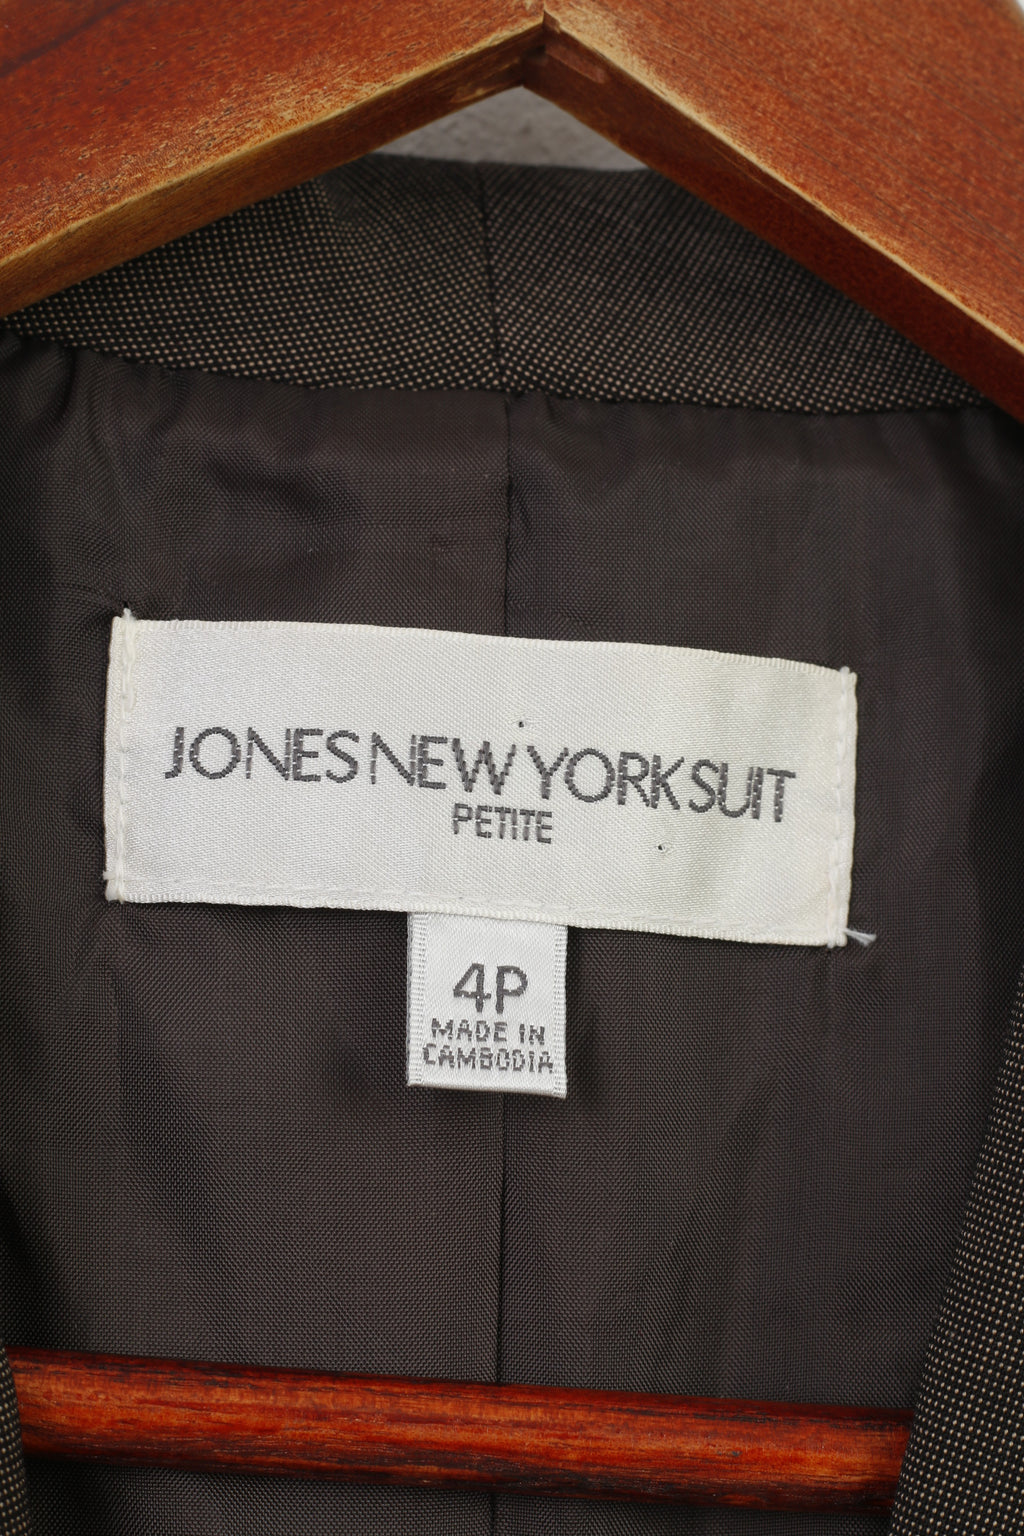 JONES NEW YORK SUIT
PETITE
4P
MADE IN
CAMBODIA